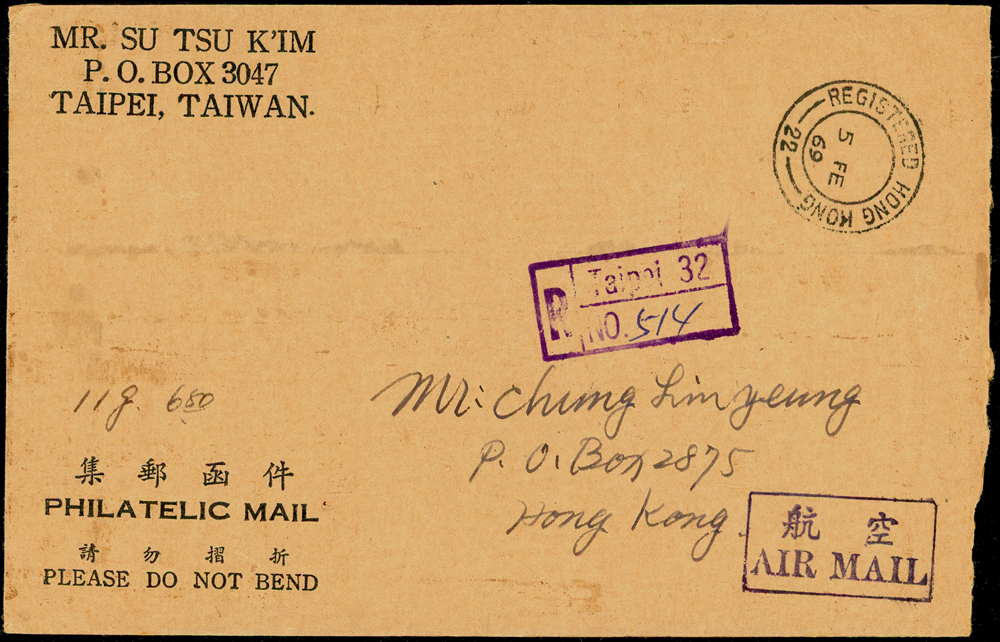 MR. SU TSU K'IM
P. O. BOX 3047
TAIPEI, TAIWAN.
REGISTERED HONG KONG
22
5 FE
69
R
Taipei 32
NO. 514
11g. 680
Mr. Chung Lin yeung
P. O. Box 2875
Hong Kong.
集郵函件
PHILATELIC MAIL
請勿摺折
PLEASE DO NOT BEND
航空
AIR MAIL